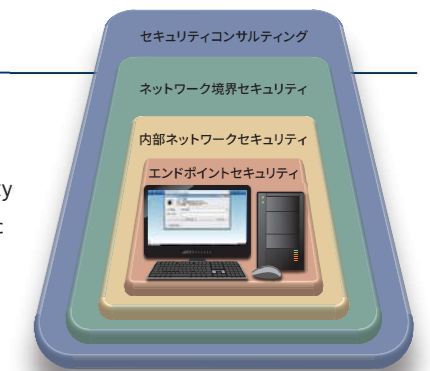 セキュリティコンサルティング
ネットワーク境界セキュリティ
内部ネットワークセキュリティ
エンドポイントセキュリティ